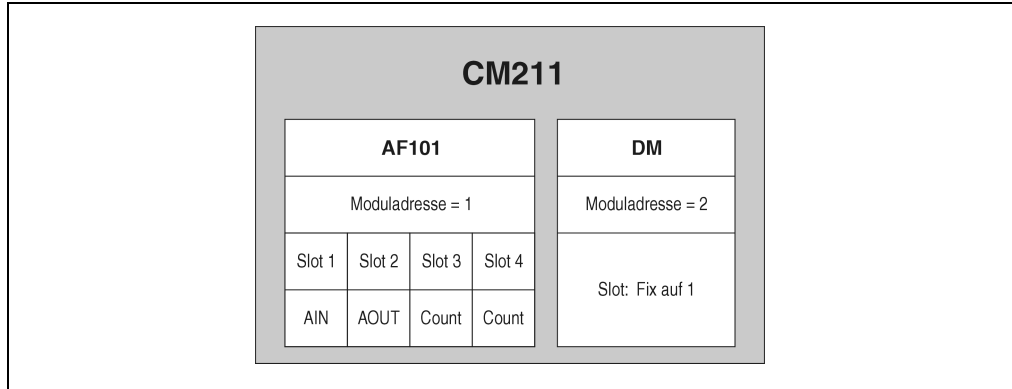 CM211
AF101
Moduladresse = 1
Slot 1 Slot 2 Slot 3 Slot 4
AIN AOUT Count Count
DM
Moduladresse = 2
Slot: Fix auf 1